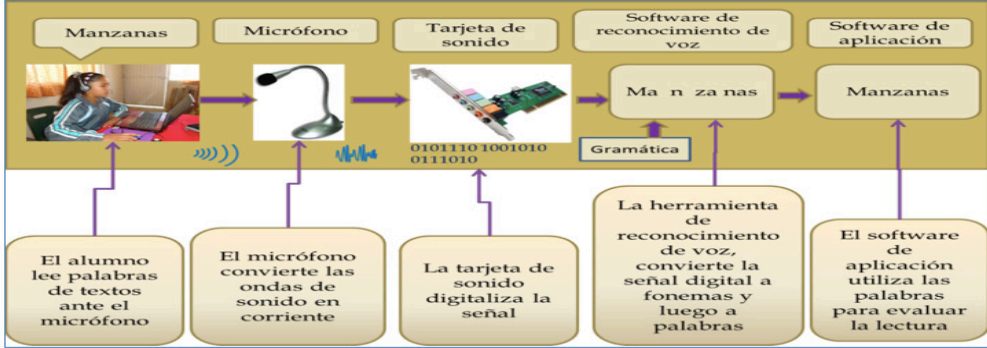 Manzanas
Micrófono
Tarjeta de
sonido
Software de
reconocimiento de
voz
Software de
aplicación
Ma n za nas
Manzanas
0101110 1001010
0111010
Gramática
El alumno
lee palabras
de textos
ante el
micrófono
El micrófono
convierte las
ondas de
sonido en
corriente
La tarjeta de
sonido
digitaliza la
señal
La herramienta
de
reconocimiento
de voz,
convierte la
señal digital a
fonemas y
luego a
palabras
El software
de
aplicación
utiliza las
palabras
para evaluar
la lectura